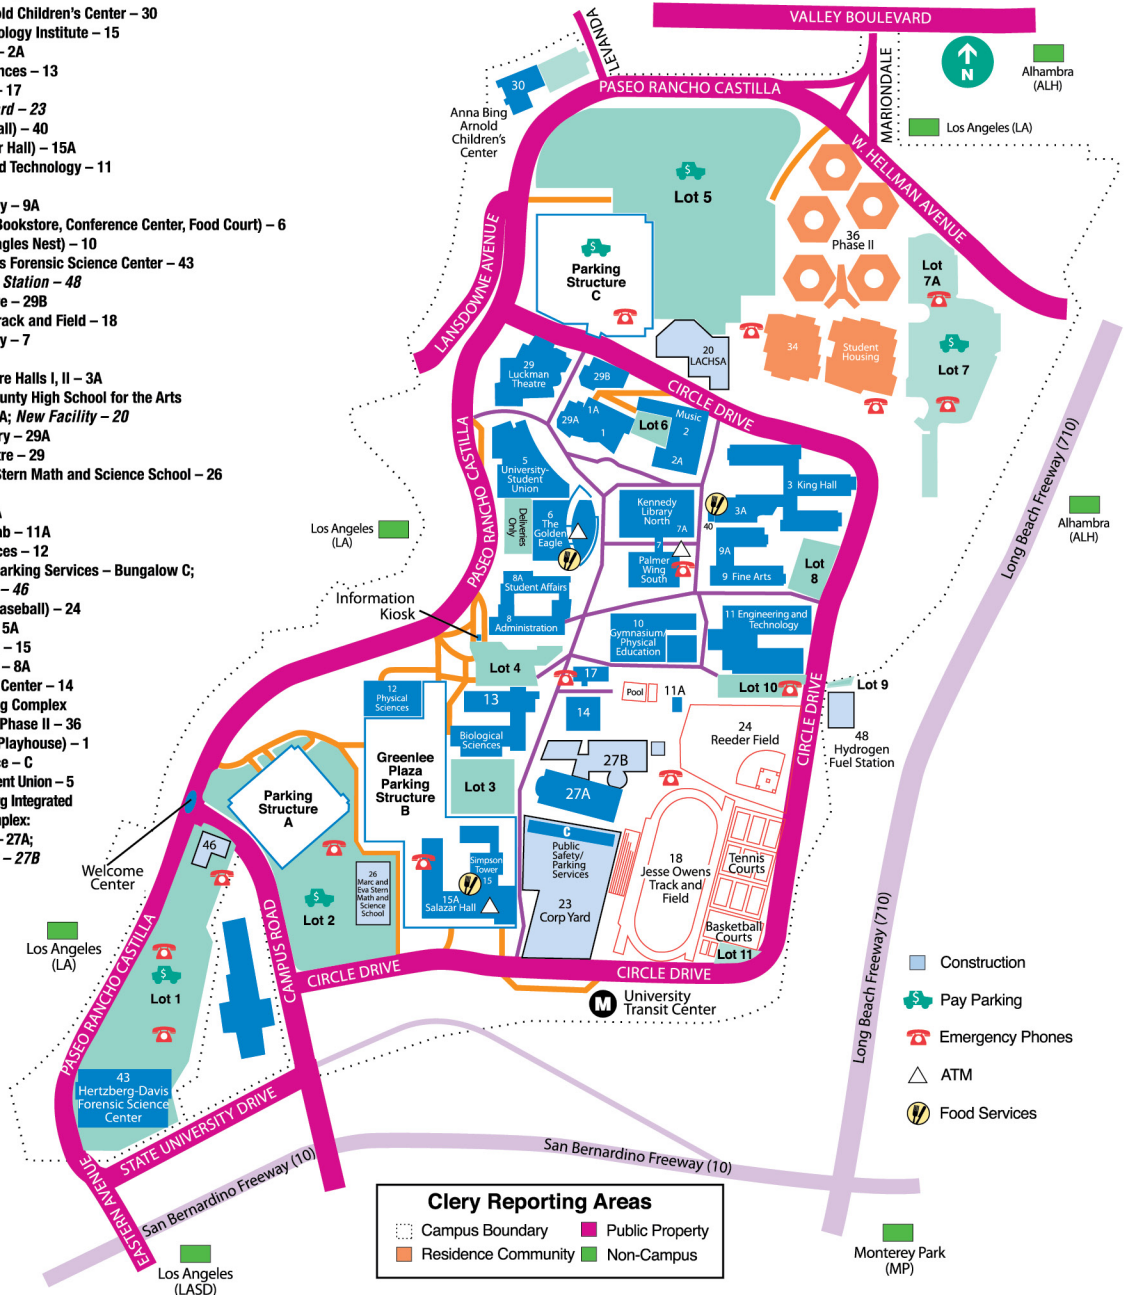 ld Children's Center – 30
ology Institute – 15
– 2A
nces – 13
– 17
rd – 23
all) – 40
r Hall) – 15A
d Technology – 11
y – 9A
Bookstore, Conference Center, Food Court) – 6
agles Nest) – 10
s Forensic Science Center – 43
Station – 48
e – 29B
rack and Field – 18
y – 7
re Halls I, II – 3A
unty High School for the Arts
A; New Facility – 20
ry – 29A
tre – 29
Stern Math and Science School – 26
A
ab – 11A
ces – 12
arking Services – Bungalow C;
– 46
aseball) – 24
5A
– 15
– 8A
Center – 14
ng Complex
Phase II – 36
Playhouse) – 1
ce – C
ent Union – 5
rg Integrated
mplex:
– 27A;
– 27B
VALLEY BOULEVARD
LEVANDA
MARIONDALE
N
Alhambra
(ALH)
Los Angeles (LA)
PASEO RANCHO CASTILLA
W. HELLMAN AVENUE
30
Anna Bing
Arnold
Children's
Center
$
Lot 5
36
Phase II
LANSDOWNE AVENUE
$
Parking
Structure
C
Lot
7A
$
Lot 7
34
Student
Housing
20
LACHSA
CIRCLE DRIVE
29
Luckman
Theatre
29B
29A
1A
1
Lot 6
Music
2
2A
PASEO RANCHO CASTILLA
5
University-
Student
Union
Deliveries
Only
6
The
Golden
Eagle
Kennedy
Library
North
7A
7
Palmer
Wing
South
3 King Hall
3A
40
9A
9 Fine Arts
Lot
8
Los Angeles
(LA)
Long Beach Freeway (710)
Alhambra
(ALH)
8A
Student Affairs
8
Administration
Information
Kiosk
10
Gymnasium/
Physical
Education
11 Engineering and
Technology
Lot 4
17
Lot 10
Lot 9
CIRCLE DRIVE
12
Physical
Sciences
13
Biological
Sciences
14
Pool
11A
24
Reeder Field
48
Hydrogen
Fuel Station
Greenlee
Plaza
Parking
Structure
B
Lot 3
27B
27A
Parking
Structure
A
C
Public
Safety/
Parking
Services
23
Corp Yard
18
Jesse Owens
Track and
Field
Tennis
Courts
Basketball
Courts
Lot 11
46
Welcome
Center
26
Marc and
Eva Stern
Math and
Science
School
Simpson
Tower
15
15A
Salazar Hall
$
Lot 2
CAMPUS ROAD
CIRCLE DRIVE
CIRCLE DRIVE
M
University
Transit Center
Los Angeles
(LA)
PASEO RANCHO CASTILLA
$
Lot 1
43
Hertzberg-Davis
Forensic Science
Center
STATE UNIVERSITY DRIVE
EASTERN AVENUE
San Bernardino Freeway (10)
San Bernardino Freeway (10)
Long Beach Freeway (710)
Construction
$
Pay Parking
Emergency Phones
ATM
Food Services
Clery Reporting Areas
Campus Boundary
Public Property
Residence Community
Non-Campus
Los Angeles
(LASD)
Monterey Park
(MP)